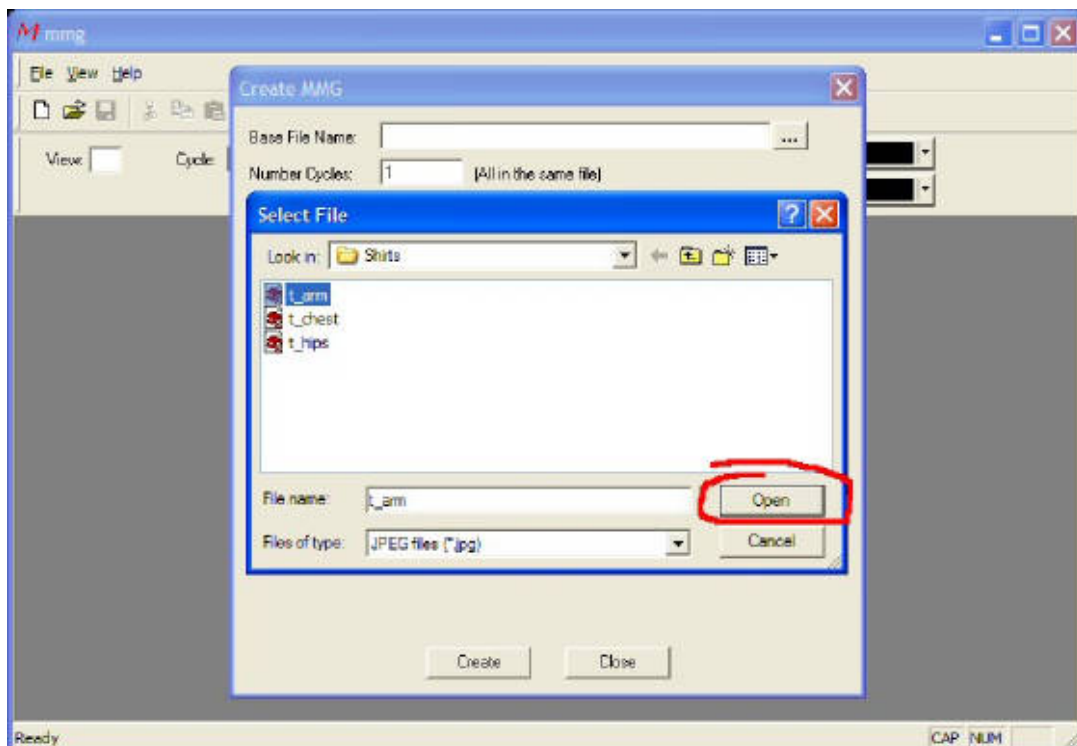 mmg
File View Help
Create MMG
Base File Name:
...
View: Cycle:
Number Cycles: 1 (All in the same file)
Select File
?
Look in: Shirts
t_arm
t_chest
t_hips
File name: t_arm Open
Files of type: JPEG files (*.jpg) Cancel
Create Close
Ready CAP NUM